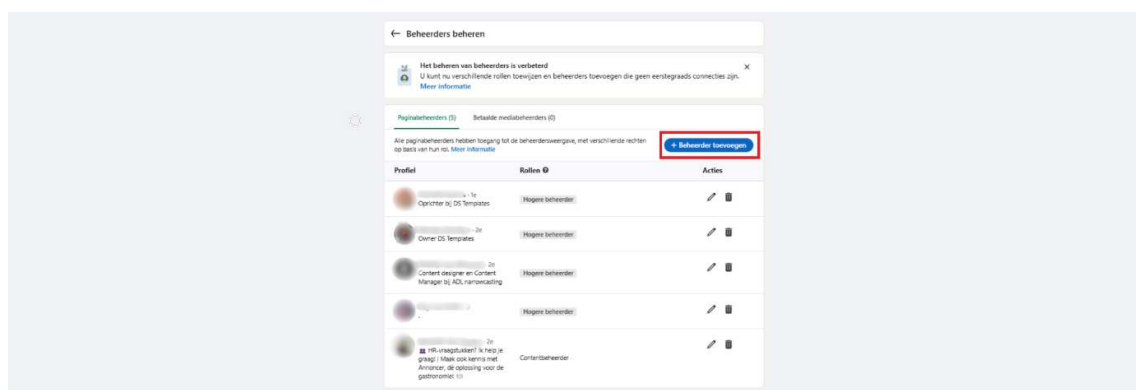 ← Beheerders beheren
Het beheren van beheerders is verbeterd
U kunt nu verschillende rollen toewijzen en beheerders toevoegen die geen eerstegraads connecties zijn.
Meer informatie
Paginabeheerders (5) Betaalde mediabeheerders (0)
Alle paginabeheerders hebben toegang tot de beheerdersweergave, met verschillende rechten
op basis van hun rol. Meer informatie
+ Beheerder toevoegen
Profiel Rollen Acties
- 1e
Oprichter bij DS Templates
Hogere beheerder
- 2e
Owner DS Templates
Hogere beheerder
2e
Content designer en Content
Manager bij ADL narrowcasting
Hogere beheerder
Hogere beheerder
2e
HR-vraagstukken? Ik help je
graag! | Maak ook kennis met
Annoncer, dé oplossing voor de
gastronomie!
Contentbeheerder